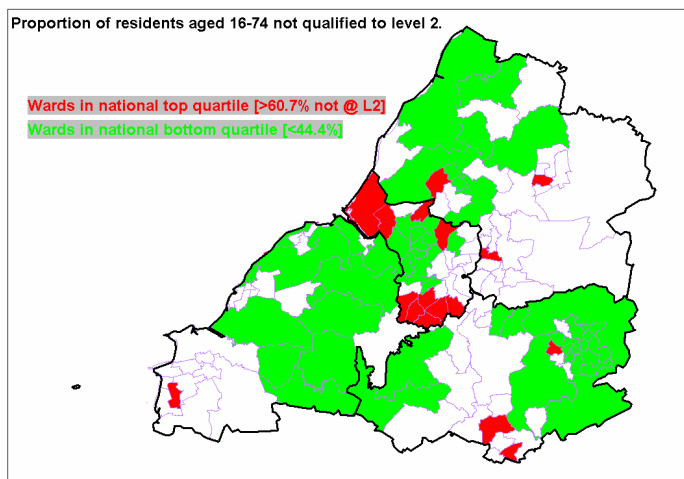 Proportion of residents aged 16-74 not qualified to level 2.
Wards in national top quartile [>60.7% not @ L2]
Wards in national bottom quartile [<44.4%]